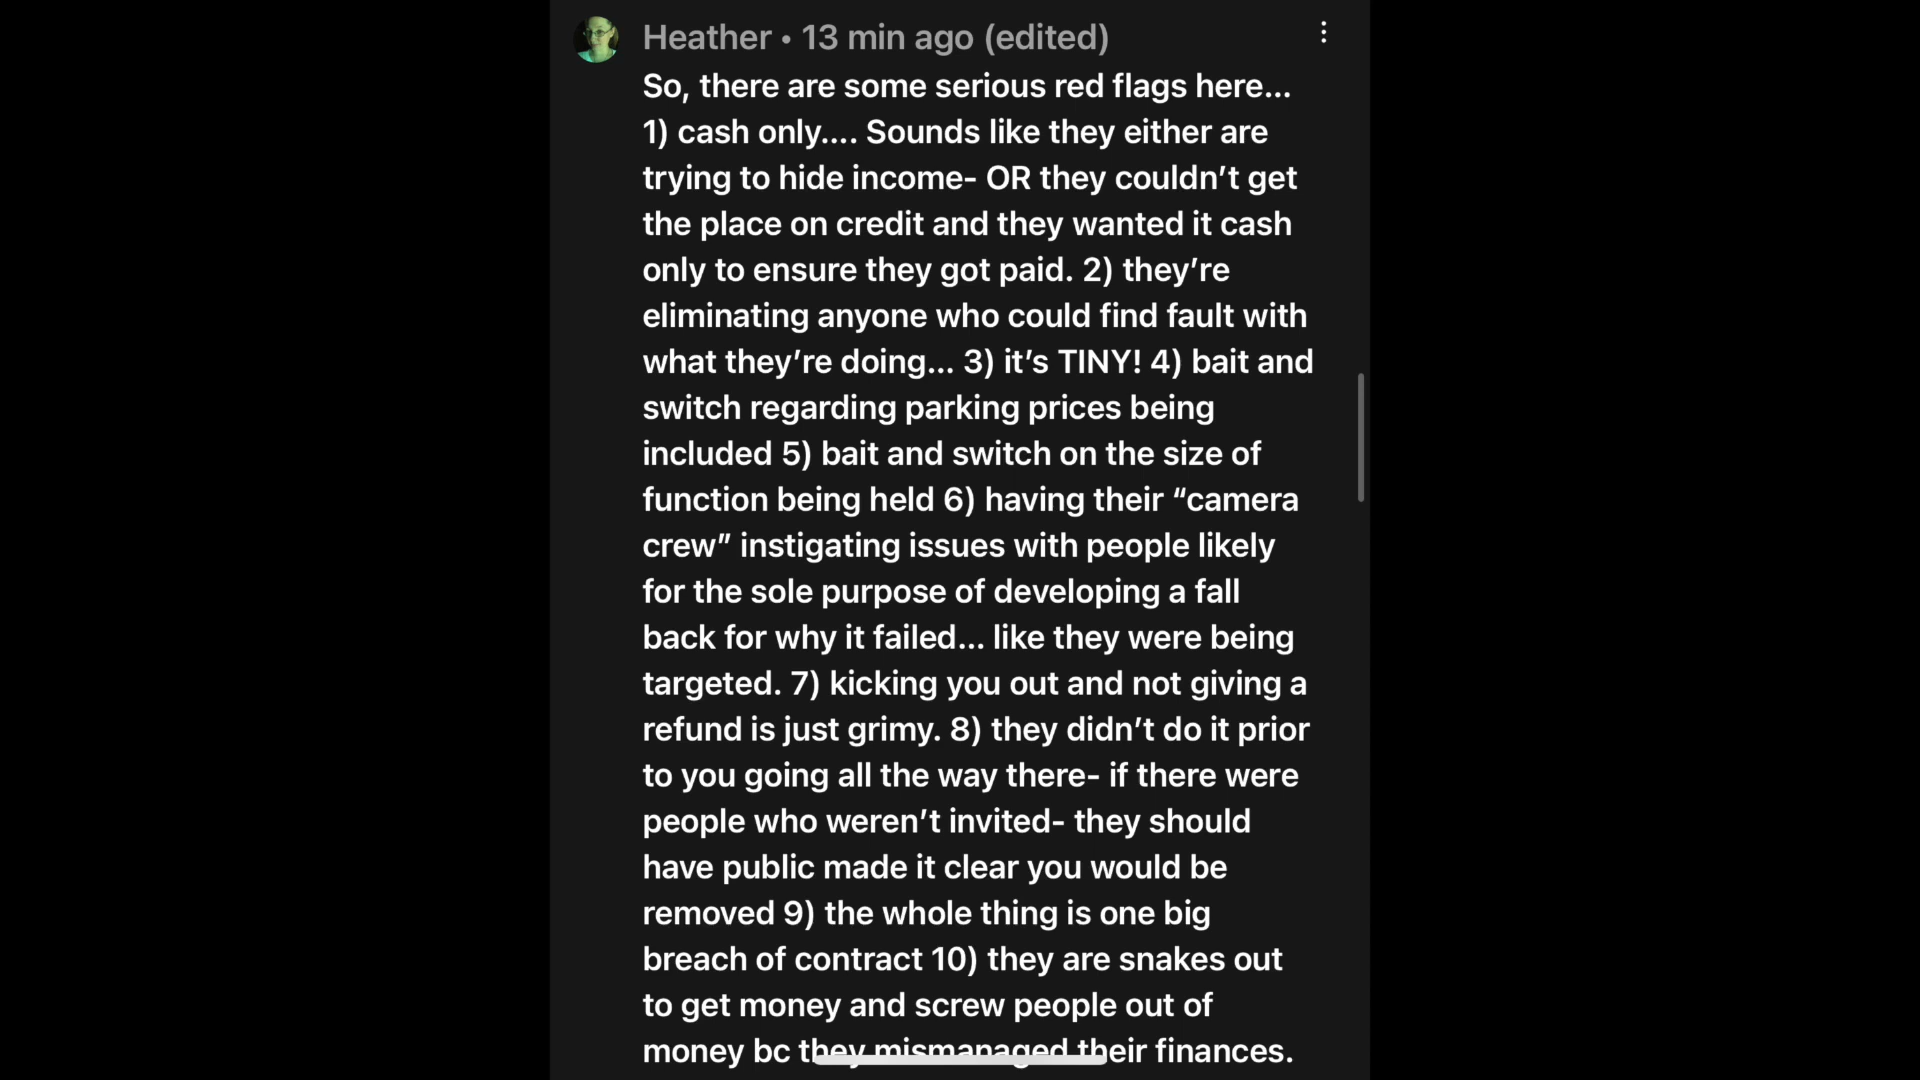 Heather • 13 min ago (edited)
So, there are some serious red flags here...
1) cash only.... Sounds like they either are
trying to hide income- OR they couldn’t get
the place on credit and they wanted it cash
only to ensure they got paid. 2) they’re
eliminating anyone who could find fault with
what they’re doing... 3) it’s TINY! 4) bait and
switch regarding parking prices being
included 5) bait and switch on the size of
function being held 6) having their “camera
crew” instigating issues with people likely
for the sole purpose of developing a fall
back for why it failed... like they were being
targeted. 7) kicking you out and not giving a
refund is just grimy. 8) they didn’t do it prior
to you going all the way there- if there were
people who weren’t invited- they should
have public made it clear you would be
removed 9) the whole thing is one big
breach of contract 10) they are snakes out
to get money and screw people out of
money bc they mismanaged their finances.